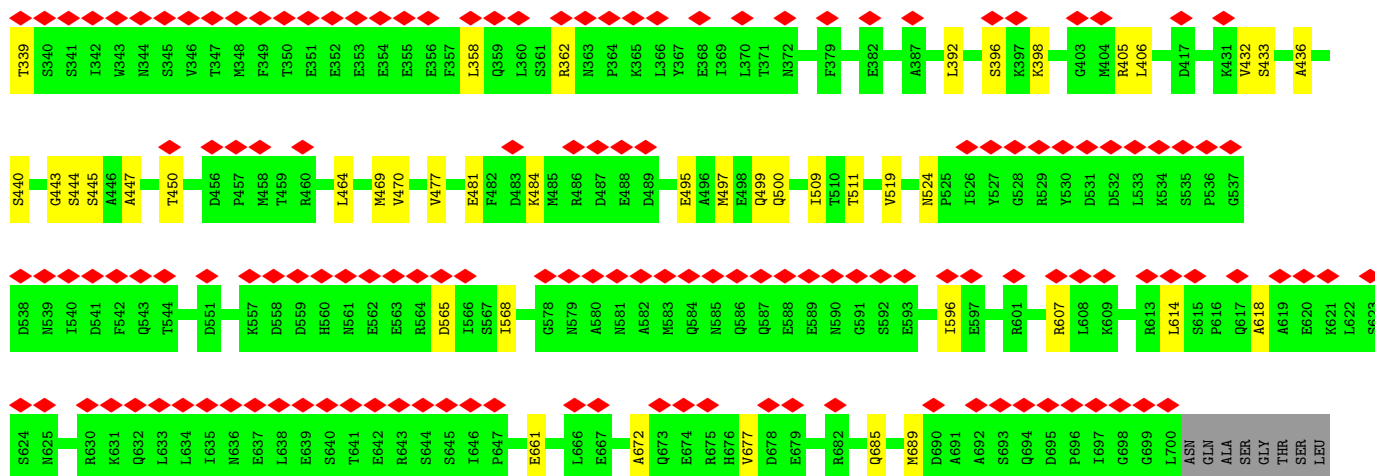 T339 S340 S341 I342 W343 N344 S345 V346 T347 M348 F349 T350 E351 E352 E353 E354 E355 E356 F357 L358 Q359 L360 S361 R362 N363 P364 K365 L366 Y367 E368 I369 L370 T371 N372 F379 E382 A387 L392 S396 K397 K398 G403 M404 R405 L406 D417 K431 V432 S433 A436
S440 G443 S444 S445 A446 A447 T450 D456 P457 M458 T459 R460 L464 M469 V470 V477 E481 F482 D483 K484 M485 R486 D487 E488 D489 E495 A496 M497 E498 Q499 Q500 I509 T510 T511 V519 N524 P525 I526 Y527 G528 R529 Y530 D531 D532 L533 K534 S535 P536 G537
D538 N539 I540 D541 F542 Q543 T544 D551 K557 D558 D559 H560 N561 E562 E563 R564 D565 I566 S567 I568 G578 N579 A580 N581 A582 M583 Q584 N585 Q586 Q587 E588 E589 N590 G591 S592 E593 I596 E597 R601 R607 L608 K609 R613 L614 S615 P616 Q617 A618 A619 E620 K621 L622 S623
S624 N625 R630 K631 Q632 L633 L634 I635 N636 E637 L638 E639 S640 T641 E642 R643 S644 S645 I646 P647 E661 L666 E667 A672 Q673 E674 R675 H676 V677 D678 E679 R682 Q685 M689 D690 A691 A692 S693 Q694 D695 P696 I697 G698 G699 L700 ASN GLN ALA SER GLY THR SER LEU